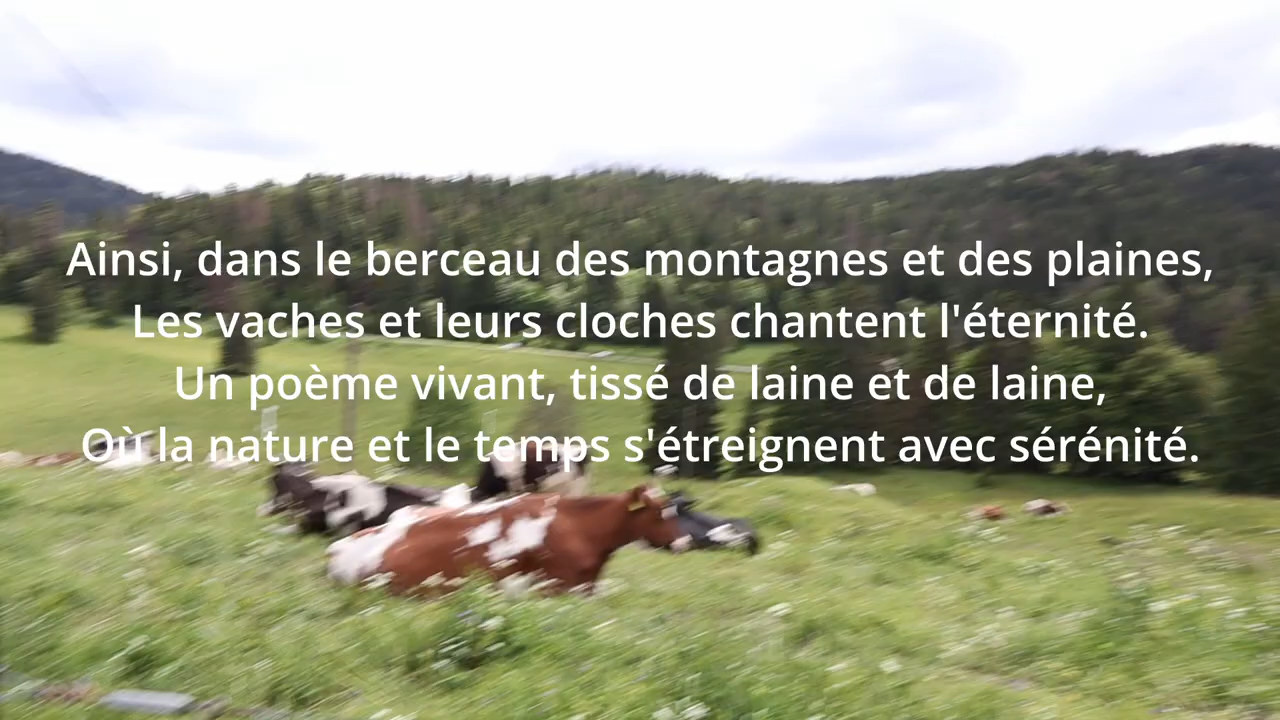 Ainsi, dans le berceau des montagnes et des plaines,
Les vaches et leurs cloches chantent l'éternité.
Un poème vivant, tissé de laine et de laine,
Où la nature et le temps s'étreignent avec sérénité.